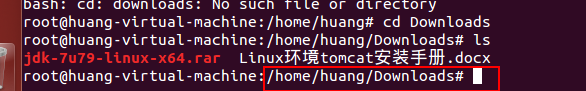 bash: cd: downloads: No such file or directory
root@huang-virtual-machine:/home/huang# cd Downloads
root@huang-virtual-machine:/home/huang/Downloads# ls
jdk-7u79-linux-x64.rar  Linux环境tomcat安装手册.docx
root@huang-virtual-machine:/home/huang/Downloads#